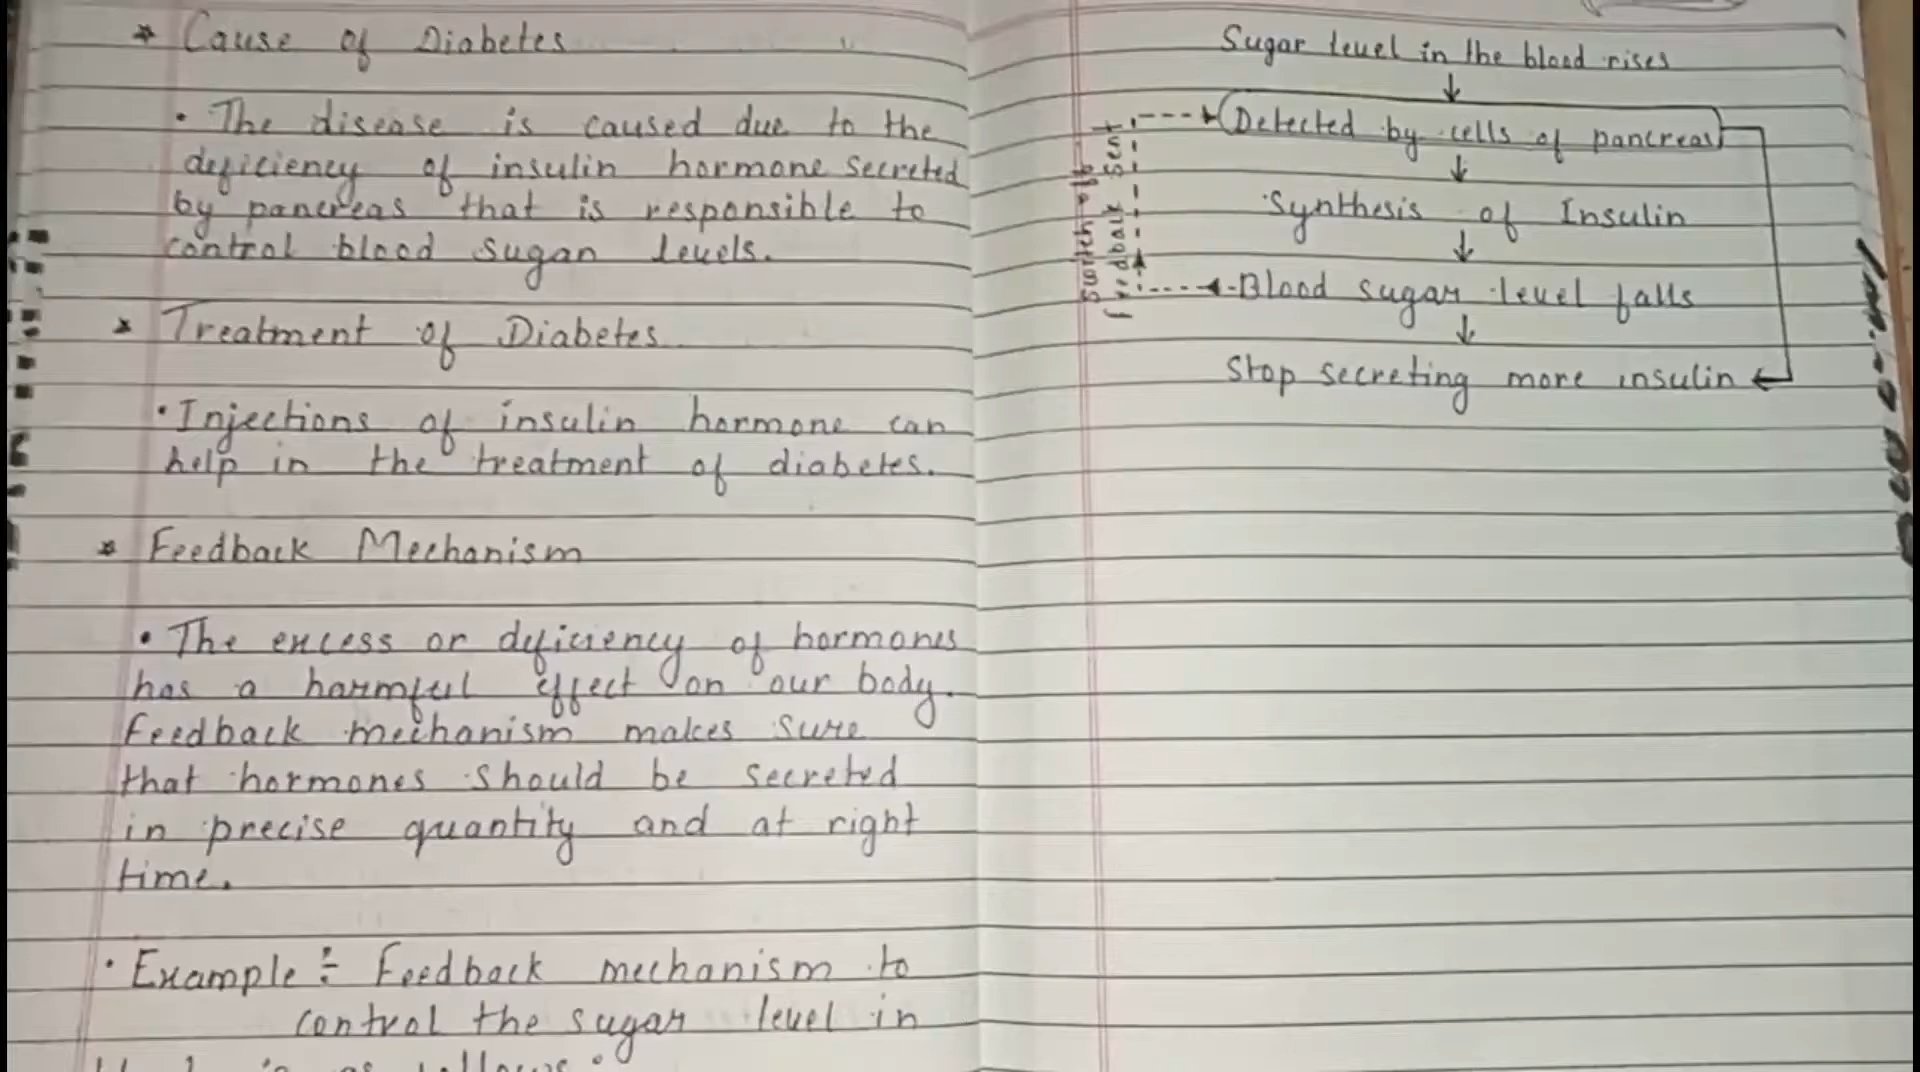 * Cause of Diabetes
• The disease is caused due to the
deficiency of insulin hormone secreted
by pancreas that is responsible to
control blood sugar levels.
* Treatment of Diabetes
• Injections of insulin hormone can
help in the treatment of diabetes.
* Feedback Mechanism
• The excess or deficiency of hormones
has a harmful effect on our body.
Feedback mechanism makes sure
that hormones should be secreted
in precise quantity and at right
time.
• Example :- Feedback mechanism to
control the sugar level in
as follows :
Sugar level in the blood rises
↓
Detected by cells of pancreas
↓
Synthesis of Insulin
↓
Blood sugar level falls
↓
Stop secreting more insulin
Switch
feedback